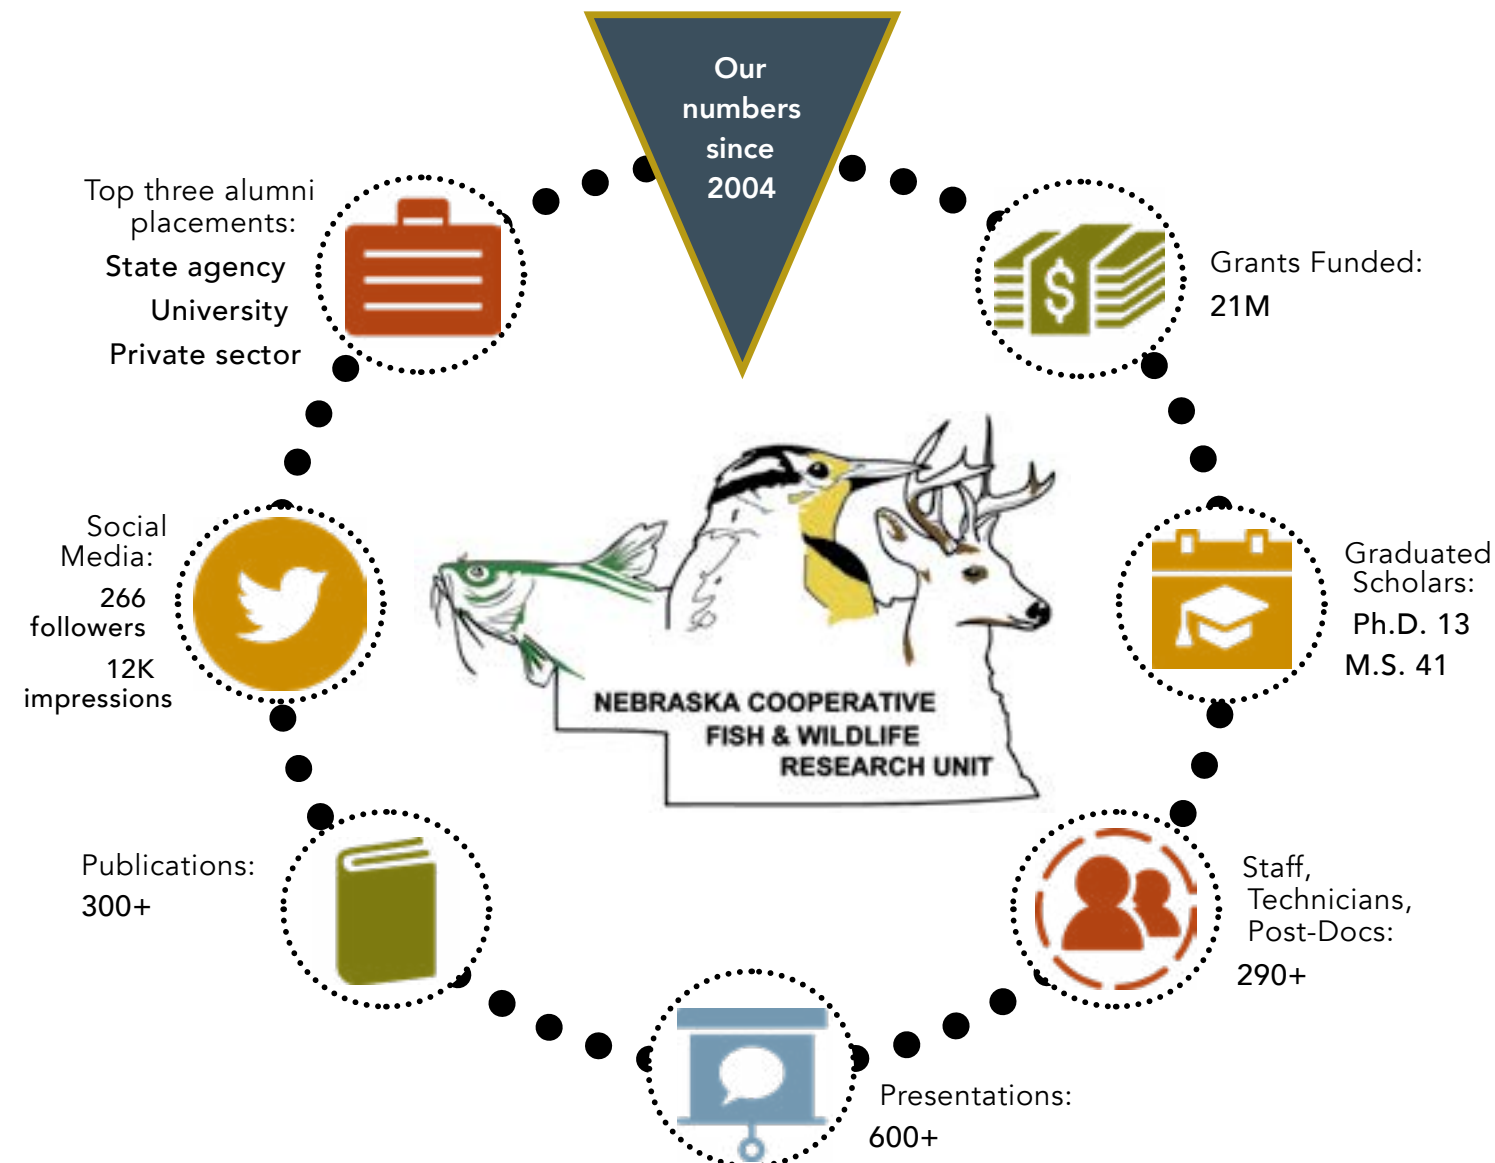 Our
numbers
since
2004
Top three alumni
placements:
State agency
University
Private sector
Grants Funded:
21M
Social
Media:
266
followers
12K
impressions
Graduated
Scholars:
Ph.D. 13
M.S. 41
NEBRASKA COOPERATIVE
FISH & WILDLIFE
RESEARCH UNIT
Publications:
300+
Staff,
Technicians,
Post-Docs:
290+
Presentations:
600+
$